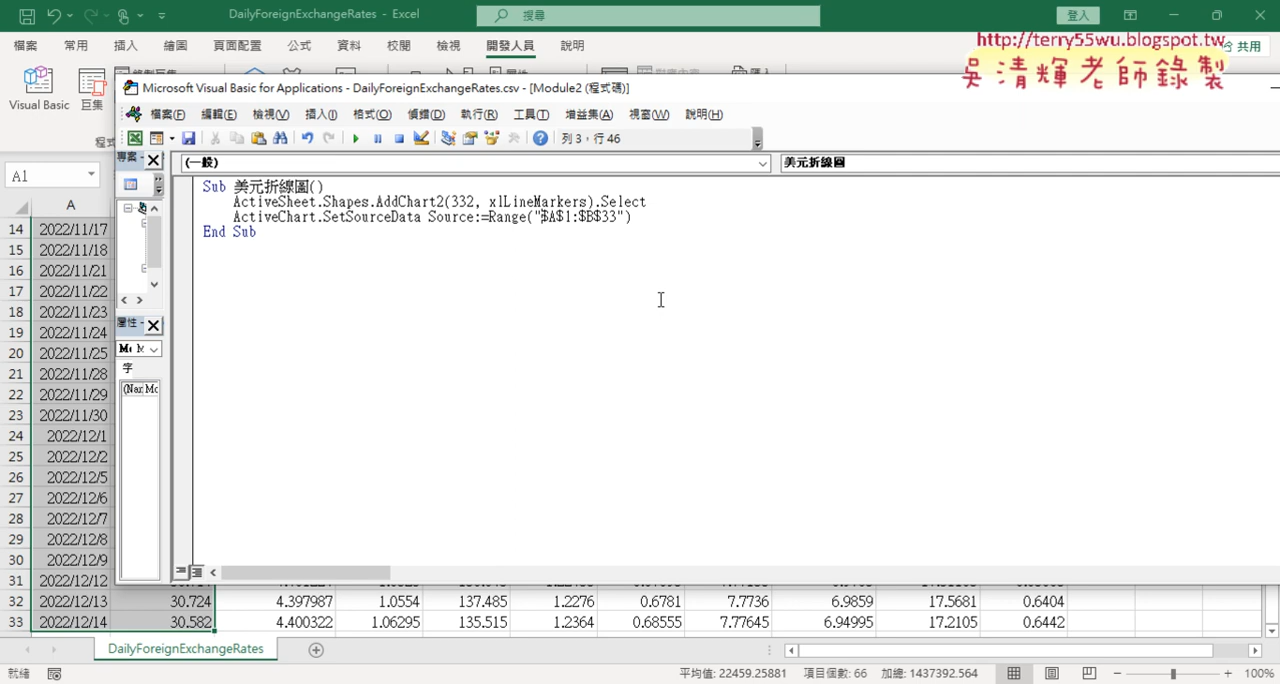 DailyForeignExchangeRates - Excel
搜尋
登入
檔案 常用 插入 繪圖 頁面配置 公式 資料 校閱 檢視 開發人員 說明
共用
http://terry55wu.blogspot.tw
吳清輝老師錄製
Visual Basic 巨集
Microsoft Visual Basic for Applications - DailyForeignExchangeRates.csv - [Module2 (程式碼)]
檔案(F) 編輯(E) 檢視(V) 插入(I) 格式(O) 偵錯(D) 執行(R) 工具(T) 增益集(A) 視窗(W) 說明(H)
列 3，行 46
專案 -
(一般) 美元折線圖
A1
A
Sub 美元折線圖()
ActiveSheet.Shapes.AddChart2(332, xlLineMarkers).Select
ActiveChart.SetSourceData Source:=Range("$A$1:$B$33")
End Sub
屬性 -
字
14 2022/11/17
15 2022/11/18
16 2022/11/21
17 2022/11/22
18 2022/11/23
19 2022/11/24
20 2022/11/25
21 2022/11/28
22 2022/11/29
23 2022/11/30
24 2022/12/1
25 2022/12/2
26 2022/12/5
27 2022/12/6
28 2022/12/7
29 2022/12/8
30 2022/12/9
31 2022/12/12
32 2022/12/13 30.724 4.397987 1.0554 137.485 1.2276 0.6781 7.7736 6.9859 17.5681 0.6404
33 2022/12/14 30.582 4.400322 1.06295 135.515 1.2364 0.68555 7.77645 6.94995 17.2105 0.6442
DailyForeignExchangeRates
就緒 平均值: 22459.25881 項目個數: 66 加總: 1437392.564 100%